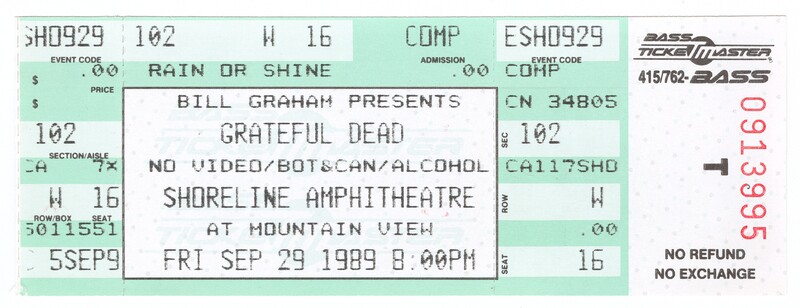 SH0929 102 W 16 COMP ESH0929
EVENT CODE ADMISSION EVENT CODE
$ .00 RAIN OR SHINE .00 COMP
PRICE
$ BILL GRAHAM PRESENTS CN 34805
102 GRATEFUL DEAD SEC 102
SECTION/AISLE
CA 7X NO VIDEO/BOT&CAN/ALCOHOL CA117SHO
W 16 SHORELINE AMPHITHEATRE ROW W
ROW/BOX SEAT
5011551 AT MOUNTAIN VIEW .00
5SEP9 FRI SEP 29 1989 8:00PM SEAT 16
BASS
TICKETMASTER
415/762-BASS
0913995
T
NO REFUND
NO EXCHANGE